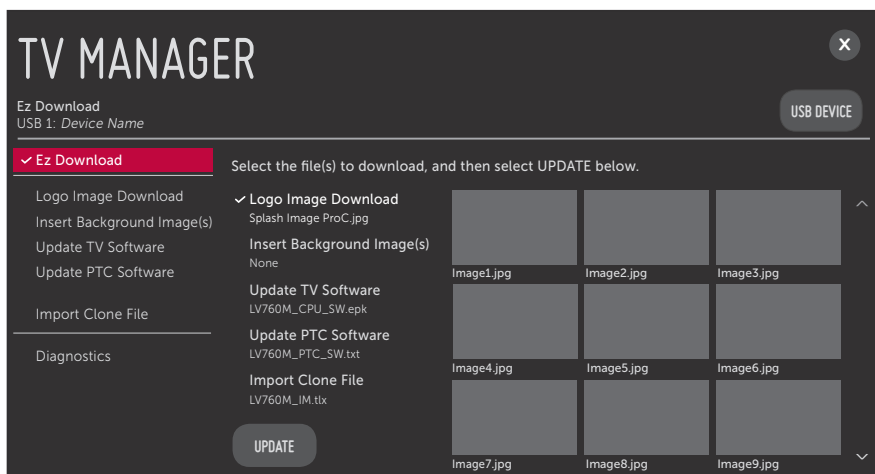 TV MANAGER
X
Ez Download
USB 1: Device Name
USB DEVICE
Ez Download
Logo Image Download
Insert Background Image(s)
Update TV Software
Update PTC Software
Import Clone File
Diagnostics
Select the file(s) to download, and then select UPDATE below.
Logo Image Download
Splash Image ProC.jpg
Insert Background Image(s)
None
Update TV Software
LV760M_CPU_SW.epk
Update PTC Software
LV760M_PTC_SW.txt
Import Clone File
LV760M_IM.tlx
UPDATE
Image1.jpg
Image2.jpg
Image3.jpg
Image4.jpg
Image5.jpg
Image6.jpg
Image7.jpg
Image8.jpg
Image9.jpg